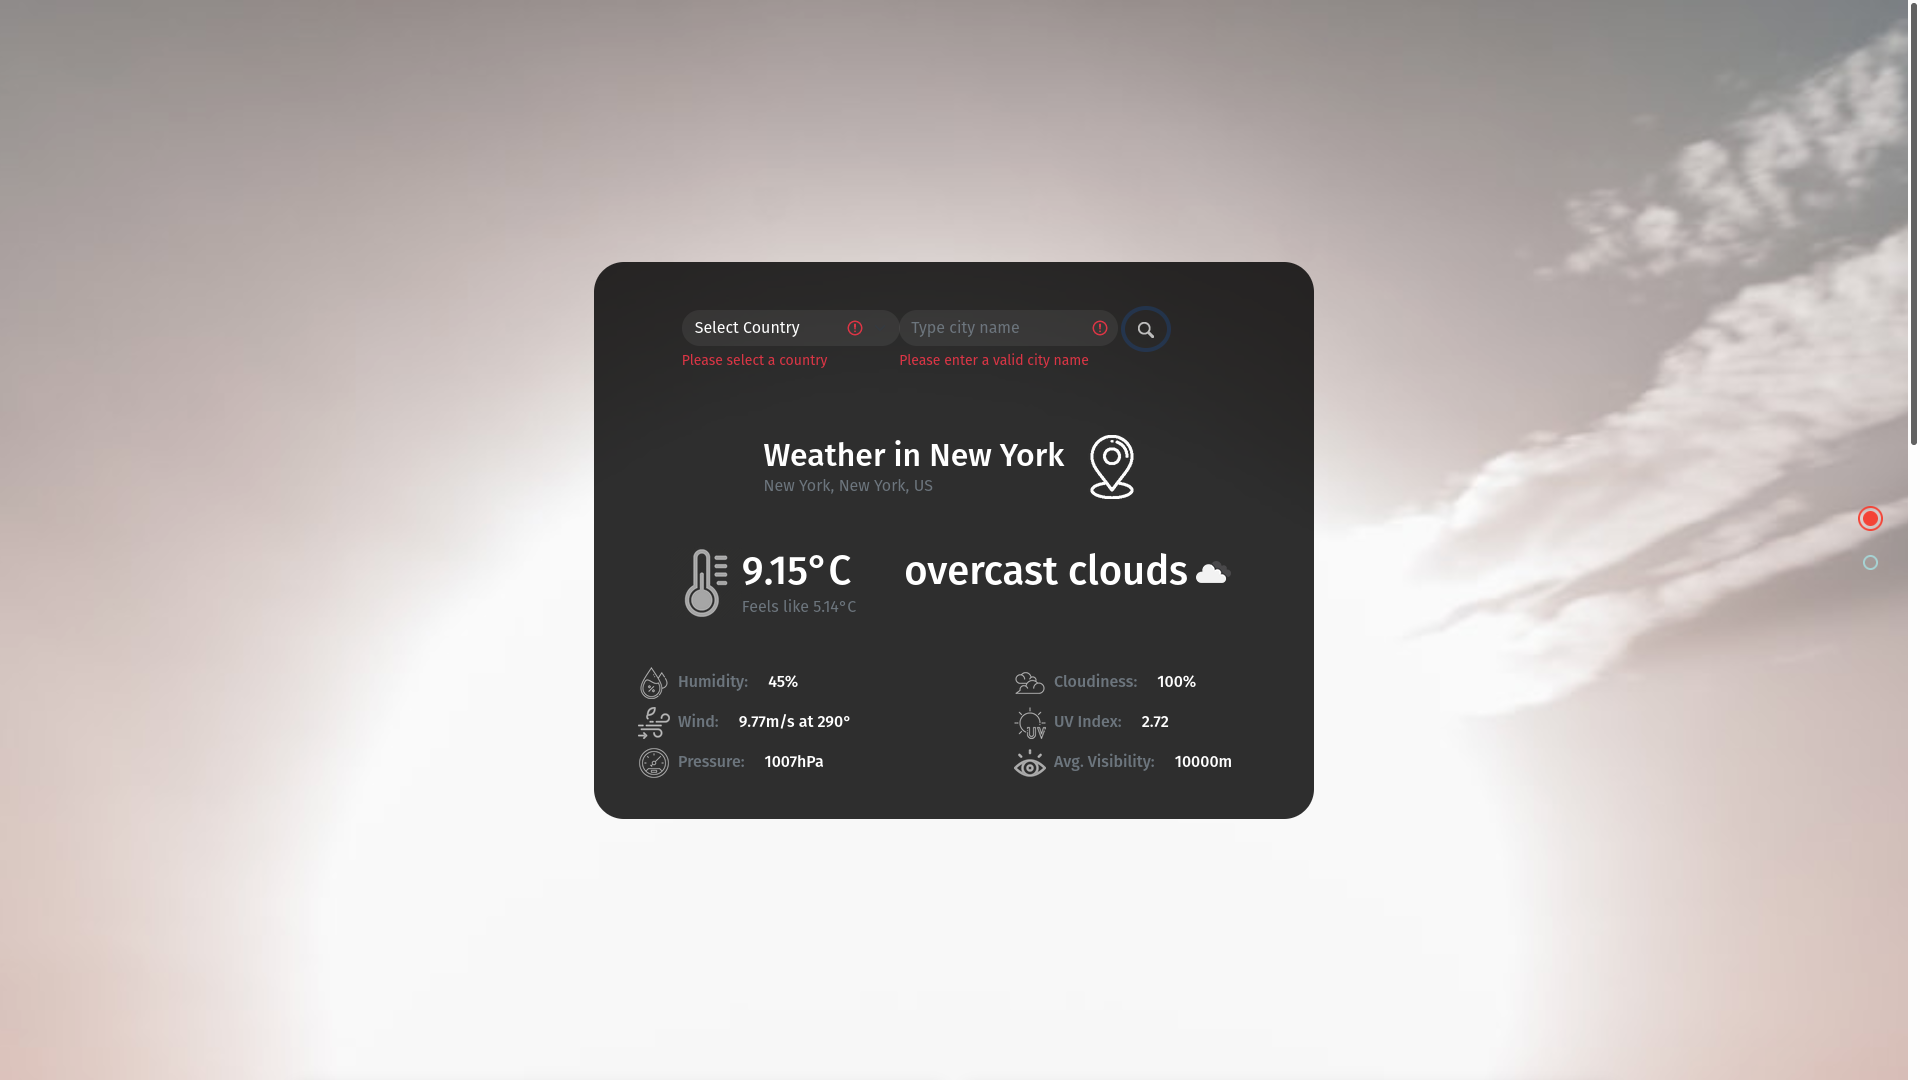 Select Country
Type city name
Please select a country
Please enter a valid city name
Weather in New York
New York, New York, US
9.15°C
overcast clouds
Feels like 5.14°C
Humidity: 45%
Cloudiness: 100%
Wind: 9.77m/s at 290°
UV Index: 2.72
Pressure: 1007hPa
Avg. Visibility: 10000m